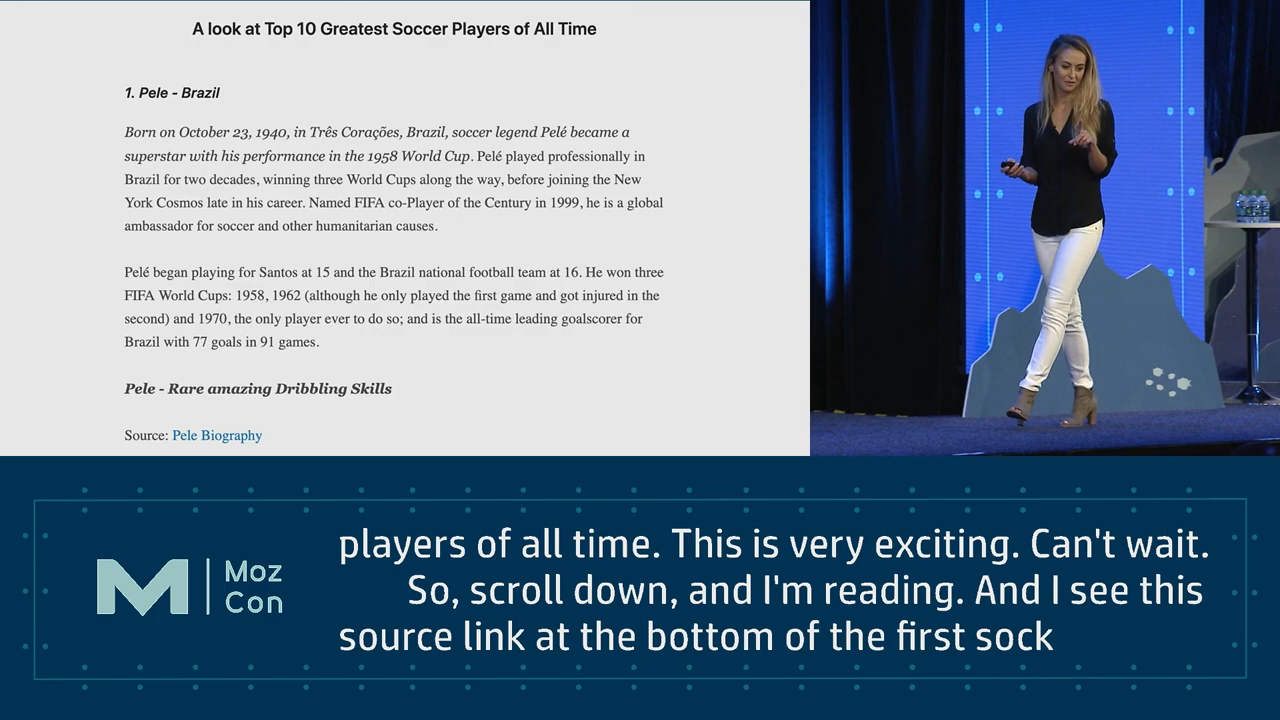 A look at Top 10 Greatest Soccer Players of All Time
1. Pele - Brazil
Born on October 23, 1940, in Três Corações, Brazil, soccer legend Pelé became a
superstar with his performance in the 1958 World Cup. Pelé played professionally in
Brazil for two decades, winning three World Cups along the way, before joining the New
York Cosmos late in his career. Named FIFA co-Player of the Century in 1999, he is a global
ambassador for soccer and other humanitarian causes.
Pelé began playing for Santos at 15 and the Brazil national football team at 16. He won three
FIFA World Cups: 1958, 1962 (although he only played the first game and got injured in the
second) and 1970, the only player ever to do so; and is the all-time leading goalscorer for
Brazil with 77 goals in 91 games.
Pele - Rare amazing Dribbling Skills
Source: Pele Biography
Moz
Con
players of all time. This is very exciting. Can't wait.
So, scroll down, and I'm reading. And I see this
source link at the bottom of the first sock